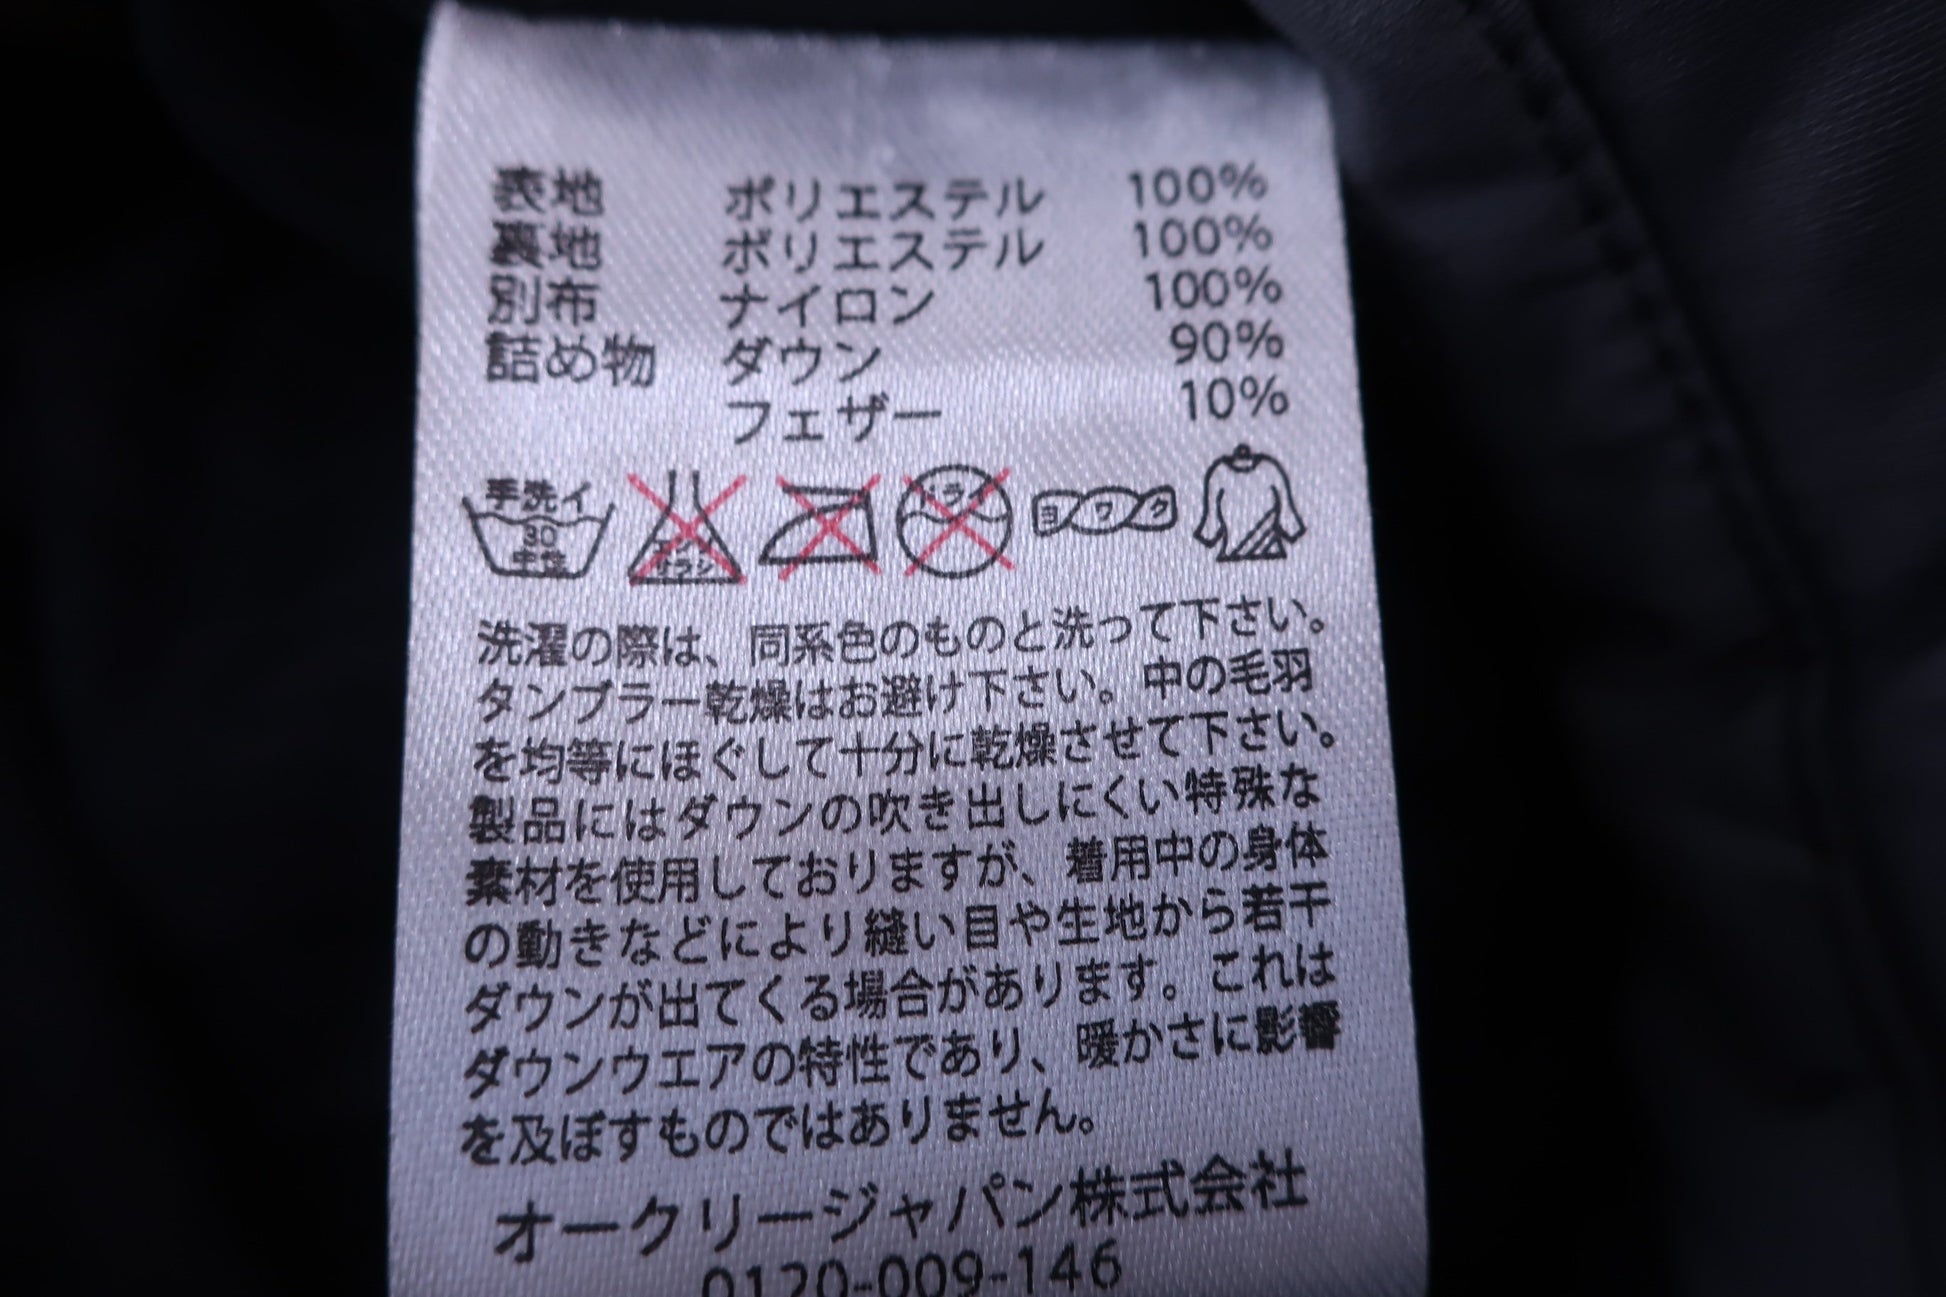 表地 ポリエステル 100%
裏地 ポリエステル 100%
別布 ナイロン 100%
詰め物 ダウン 90%
フェザー 10%
手洗イ 30 中性
エンソ サラシ
ドライ
ヨワク
洗濯の際は、同系色のものと洗って下さい。
タンブラー乾燥はお避け下さい。中の毛羽
を均等にほぐして十分に乾燥させて下さい。
製品にはダウンの吹き出しにくい特殊な
素材を使用しておりますが、着用中の身体
の動きなどにより縫い目や生地から若干
ダウンが出てくる場合があります。これは
ダウンウエアの特性であり、暖かさに影響
を及ぼすものではありません。
オークリージャパン株式会社
0120-009-146